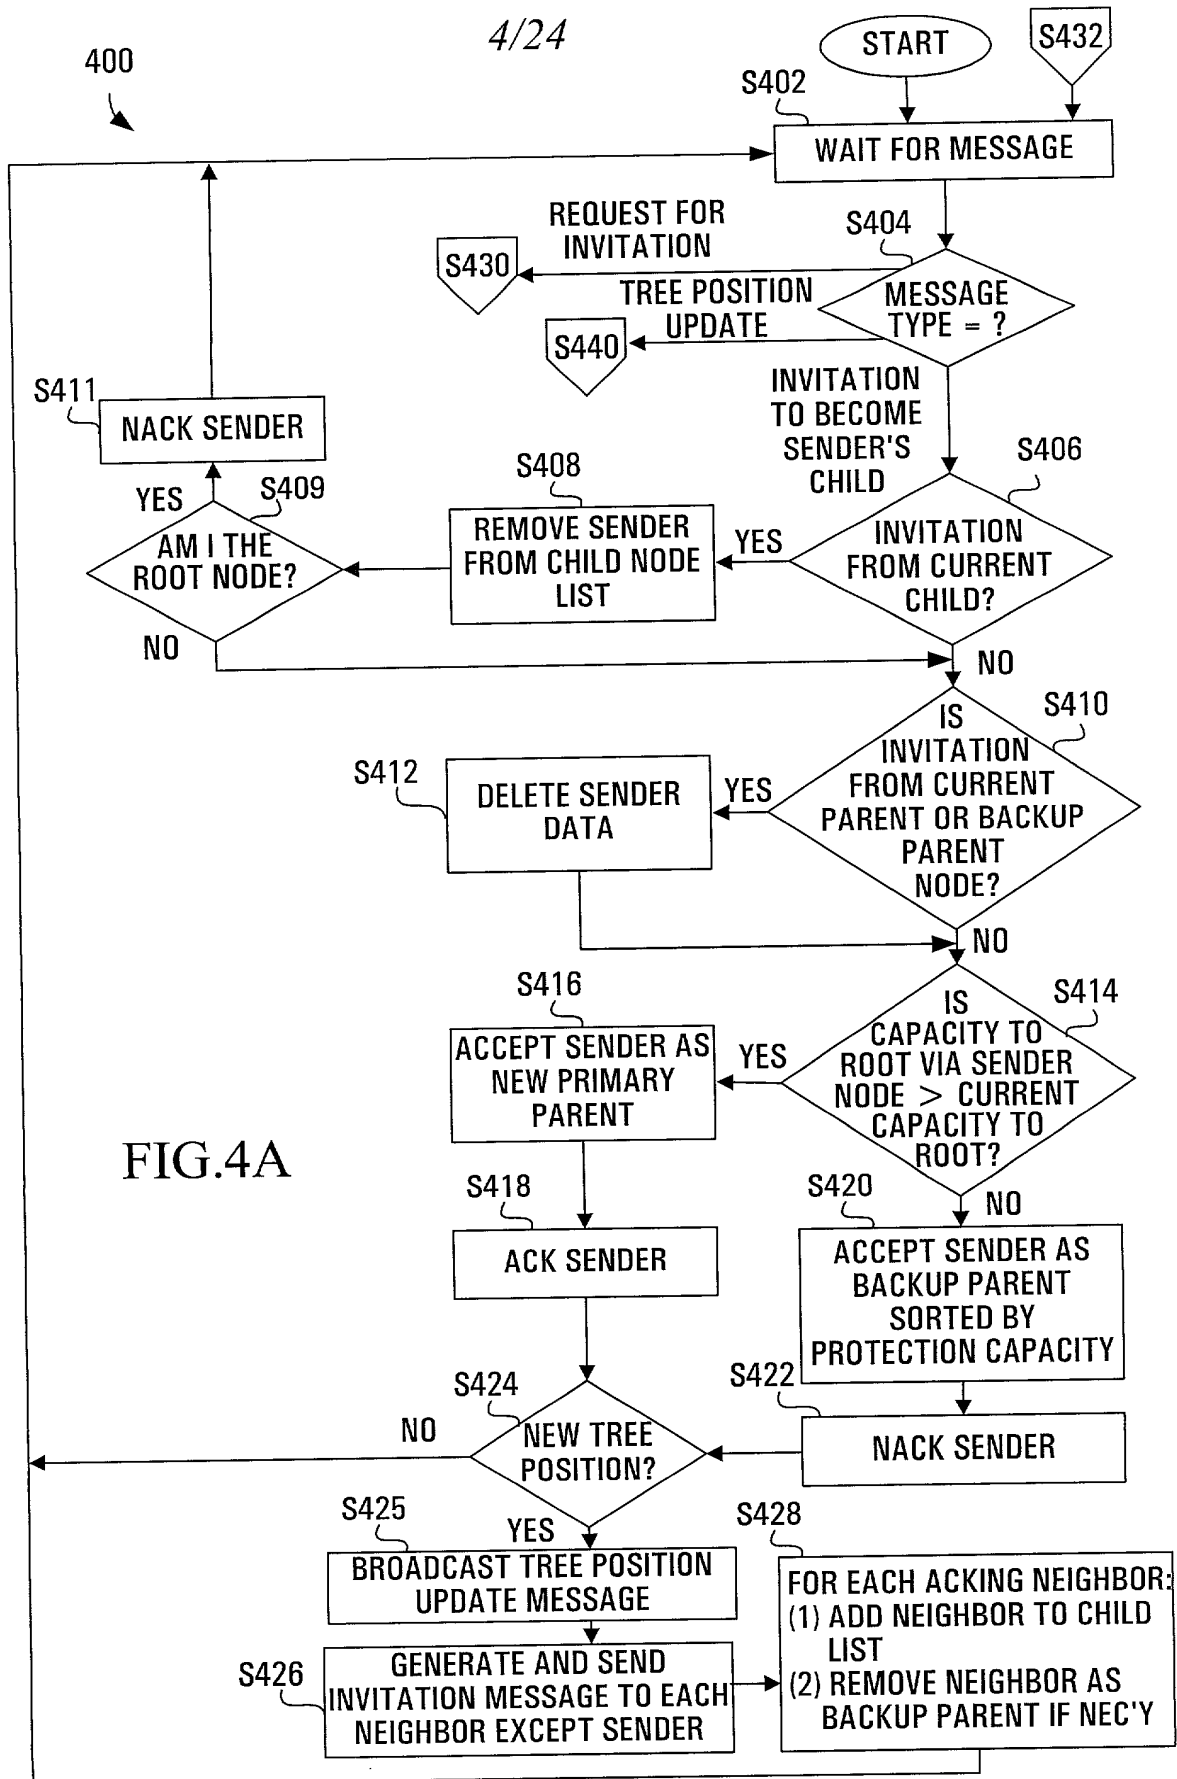 4/24
400
START
S432
S402
WAIT FOR MESSAGE
REQUEST FOR
INVITATION
S404
S430
MESSAGE
TYPE = ?
TREE POSITION
UPDATE
S440
INVITATION
TO BECOME
SENDER'S
CHILD
S411
NACK SENDER
YES
S409
AM I THE
ROOT NODE?
NO
S408
REMOVE SENDER
FROM CHILD NODE
LIST
YES
S406
INVITATION
FROM CURRENT
CHILD?
NO
S410
IS
INVITATION
FROM CURRENT
PARENT OR BACKUP
PARENT
NODE?
YES
S412
DELETE SENDER
DATA
NO
S414
IS
CAPACITY TO
ROOT VIA SENDER
NODE > CURRENT
CAPACITY TO
ROOT?
YES
S416
ACCEPT SENDER AS
NEW PRIMARY
PARENT
FIG.4A
S418
ACK SENDER
NO
S420
ACCEPT SENDER AS
BACKUP PARENT
SORTED BY
PROTECTION CAPACITY
S422
NACK SENDER
S424
NEW TREE
POSITION?
NO
YES
S425
BROADCAST TREE POSITION
UPDATE MESSAGE
S426
GENERATE AND SEND
INVITATION MESSAGE TO EACH
NEIGHBOR EXCEPT SENDER
S428
FOR EACH ACKING NEIGHBOR:
(1) ADD NEIGHBOR TO CHILD
LIST
(2) REMOVE NEIGHBOR AS
BACKUP PARENT IF NEC'Y